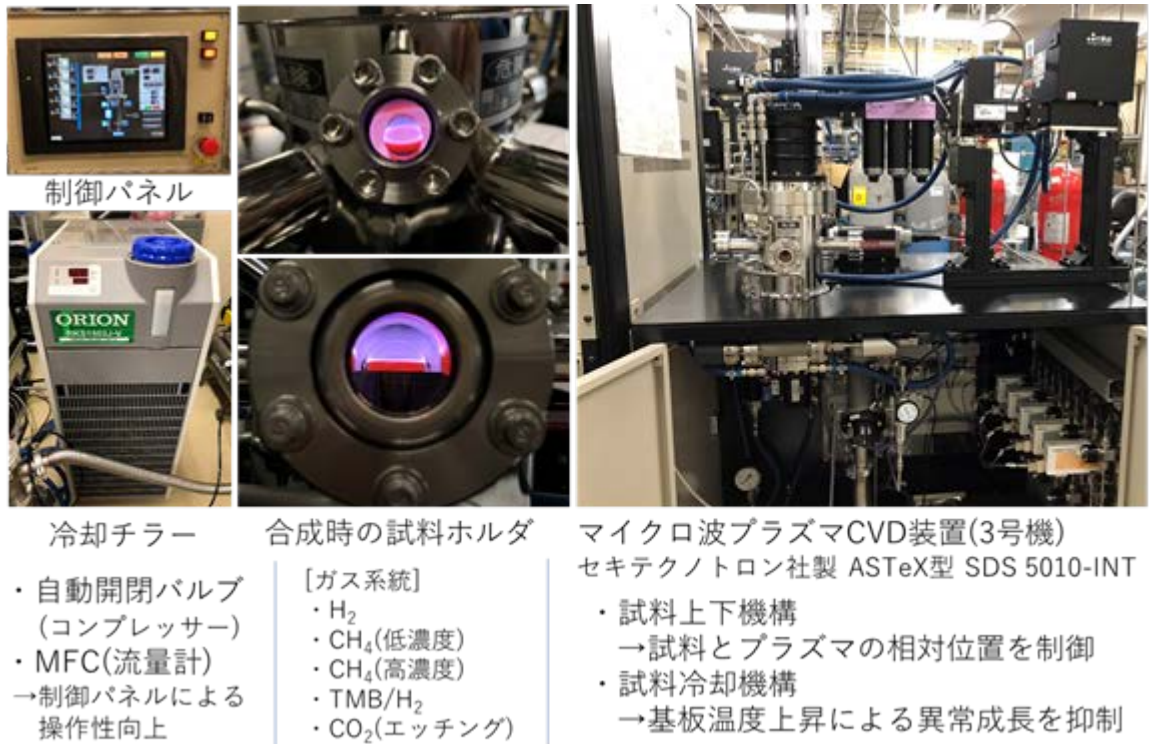 制御パネル
ORION
危険
冷却チラー
合成時の試料ホルダ
マイクロ波プラズマCVD装置(3号機)
セキテクノトロン社製 ASTeX型 SDS 5010-INT
・自動開閉バルブ
(コンプレッサー)
・MFC(流量計)
→制御パネルによる
操作性向上
[ガス系統]
・H₂
・CH₄(低濃度)
・CH₄(高濃度)
・TMB/H₂
・CO₂(エッチング)
・試料上下機構
→試料とプラズマの相対位置を制御
・試料冷却機構
→基板温度上昇による異常成長を抑制